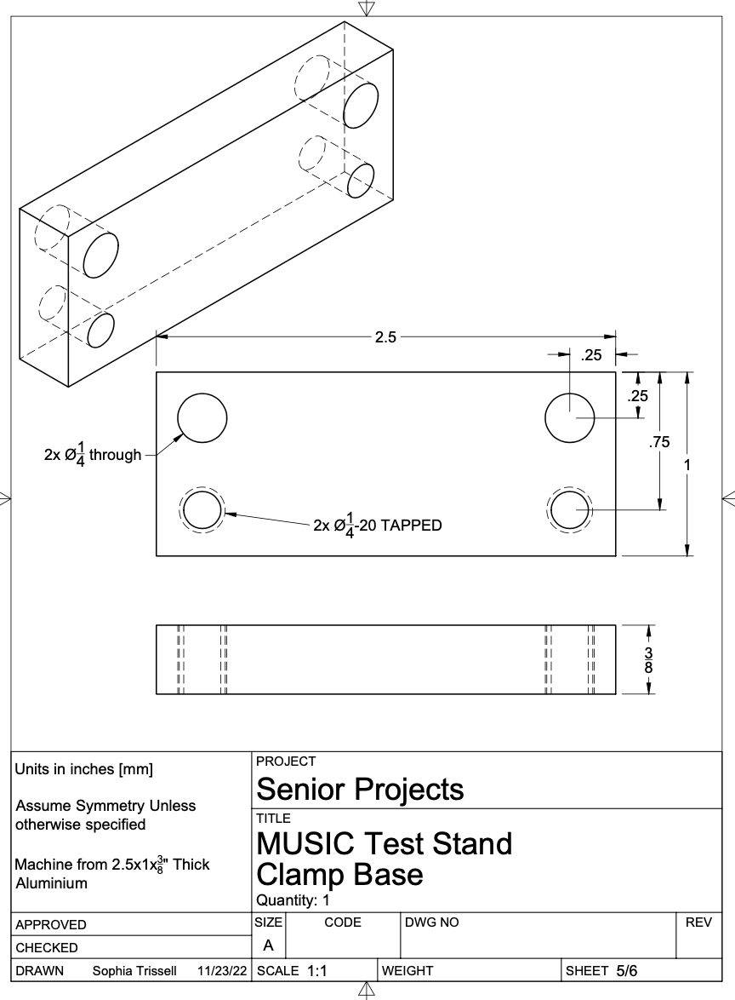 2.5
.25
.25
.75
2x Ø1/4 through
1
2x Ø1/4-20 TAPPED
3/8
Units in inches [mm]
Assume Symmetry Unless
otherwise specified
Machine from 2.5x1x3/8" Thick
Aluminium
PROJECT
Senior Projects
TITLE
MUSIC Test Stand
Clamp Base
Quantity: 1
APPROVED
CHECKED
DRAWN Sophia Trissell 11/23/22
SIZE CODE DWG NO REV
A
SCALE 1:1 WEIGHT SHEET 5/6